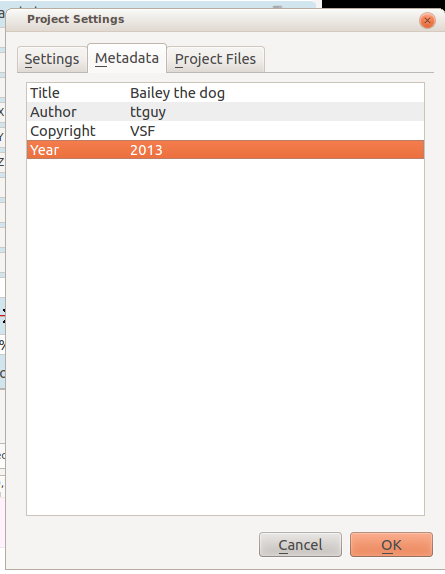 Project Settings
Settings Metadata Project Files
Title Bailey the dog
Author ttguy
Copyright VSF
Year 2013
Cancel OK